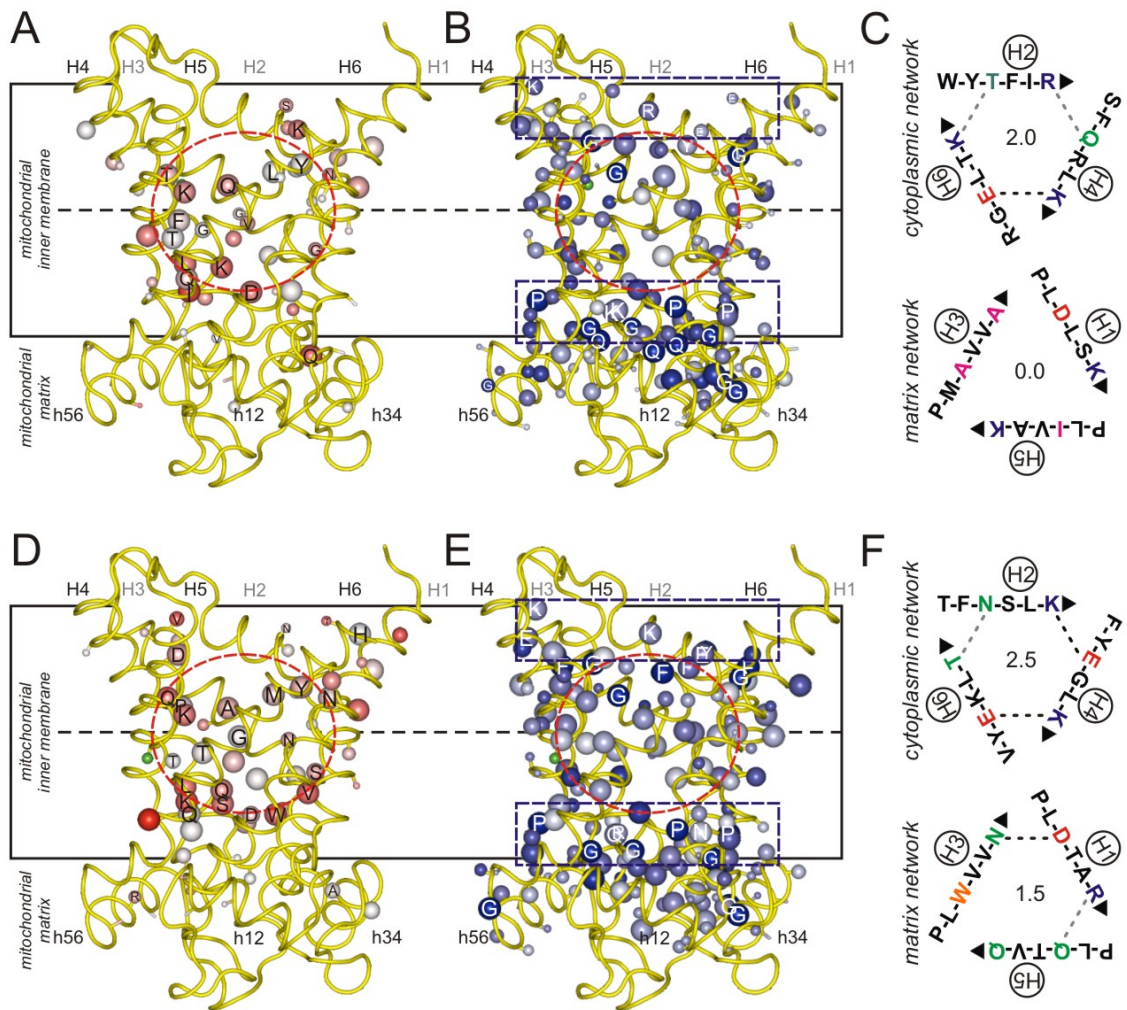 A
B
C
H4 H3 H5 H2 H6 H1
H4 H3 H5 H2 H6 H1
mitochondrial
inner membrane
mitochondrial
matrix
S
K
T
K
Q
L
Y
N
F
T
G
G
V
L
Q
I
K
G
D
V
Q
h56
h12
h34
K
R
E
E
G
T
G
G
P
K
K
P
P
G
G
G
G
Q
Q
Q
G
G
G
h56
h12
h34
cytoplasmic network
H2
W-Y-T-F-I-R
S-F-Q-R-L-K
H4
R-G-E-L-T-K
H6
2.0
matrix network
P-M-A-V-V-A
H3
P-L-D-T-S-K
H1
P-L-I-V-A-K
H5
0.0
D
E
F
H4 H3 H5 H2 H6 H1
H4 H3 H5 H2 H6 H1
mitochondrial
inner membrane
mitochondrial
matrix
V
D
N
T
H
Q
P
K
A
M
Y
N
G
N
T
T
L
K
Q
Q
S
D
W
S
V
R
A
h56
h12
h34
K
E
K
F
G
G
F
F
Y
G
P
R
P
N
P
G
G
G
G
G
h56
h12
h34
cytoplasmic network
H2
T-F-N-S-L-K
F-Y-E-G-L-K
H4
V-Y-E-K-L-T
H6
2.5
matrix network
P-L-W-V-V-N
H3
P-L-D-T-A-R
H1
P-L-Q-T-V-Q
H5
1.5